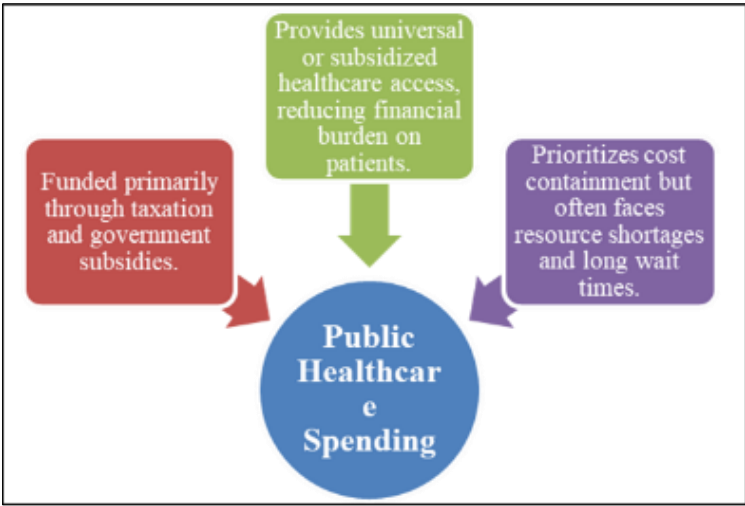 Provides universal
or subsidized
healthcare access,
reducing financial
burden on
patients.
Funded primarily
through taxation
and government
subsidies.
Prioritizes cost
containment but
often faces
resource shortages
and long wait
times.
Public
Healthcar
e
Spending